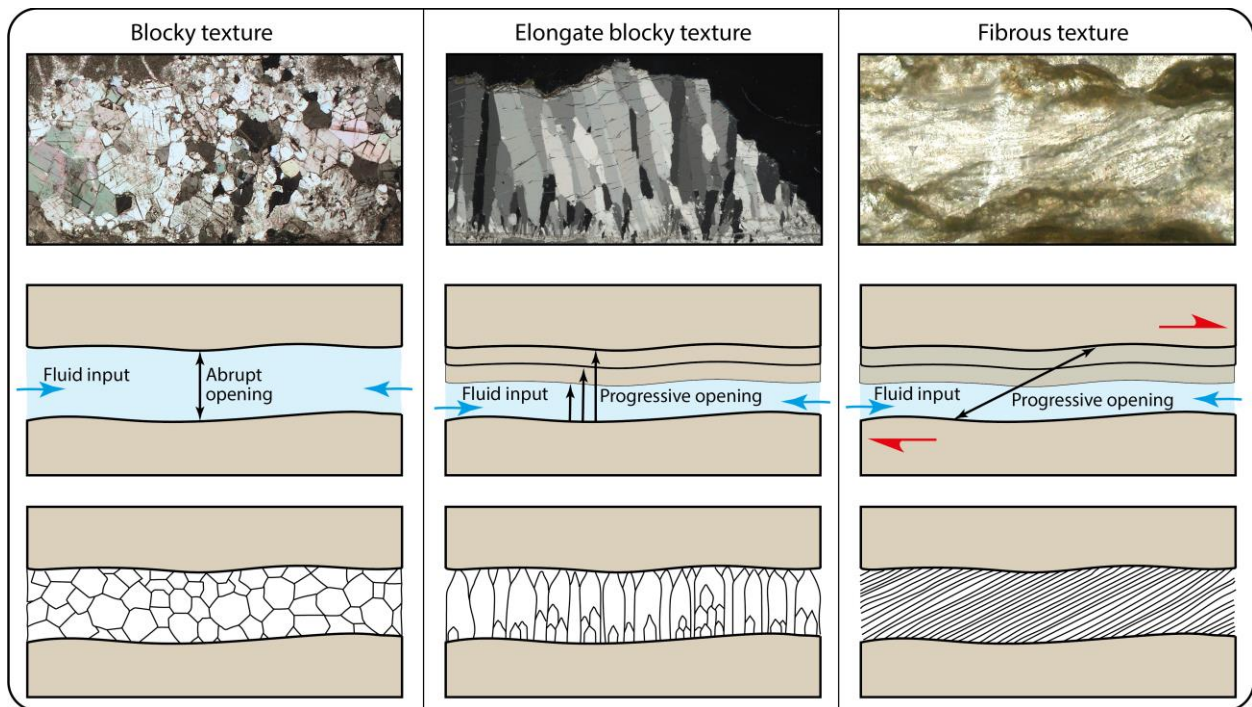 Blocky texture
Elongate blocky texture
Fibrous texture
Fluid input
Abrupt
opening
Fluid input
Progressive opening
Fluid input
Progressive opening